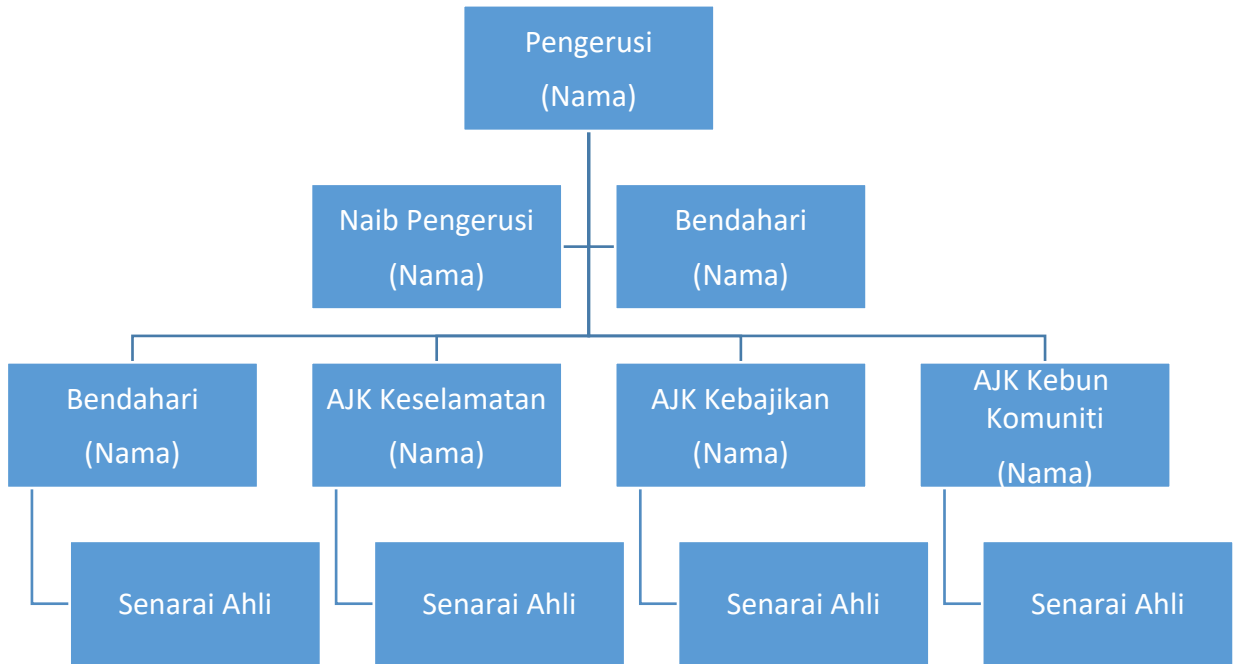 Pengerusi
(Nama)
Naib Pengerusi
(Nama)
Bendahari
(Nama)
Bendahari
(Nama)
AJK Keselamatan
(Nama)
AJK Kebajikan
(Nama)
AJK Kebun
Komuniti
(Nama)
Senarai Ahli
Senarai Ahli
Senarai Ahli
Senarai Ahli